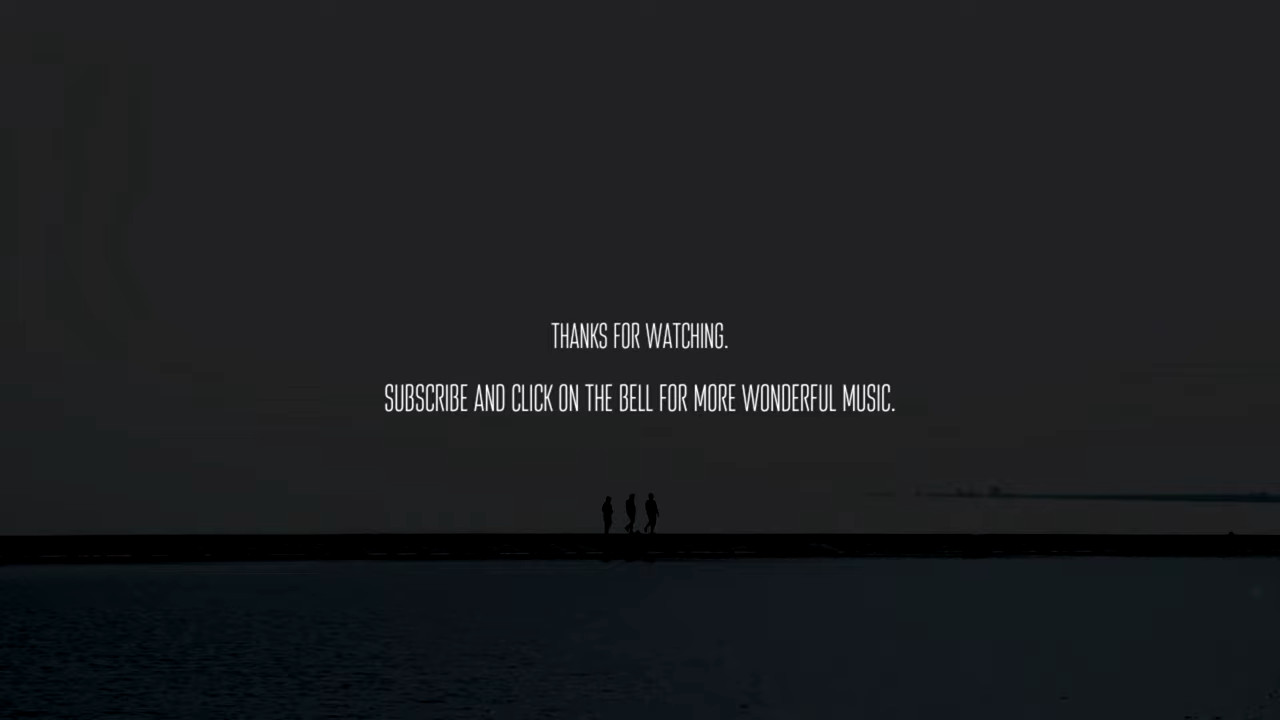 THANKS FOR WATCHING.
SUBSCRIBE AND CLICK ON THE BELL FOR MORE WONDERFUL MUSIC.